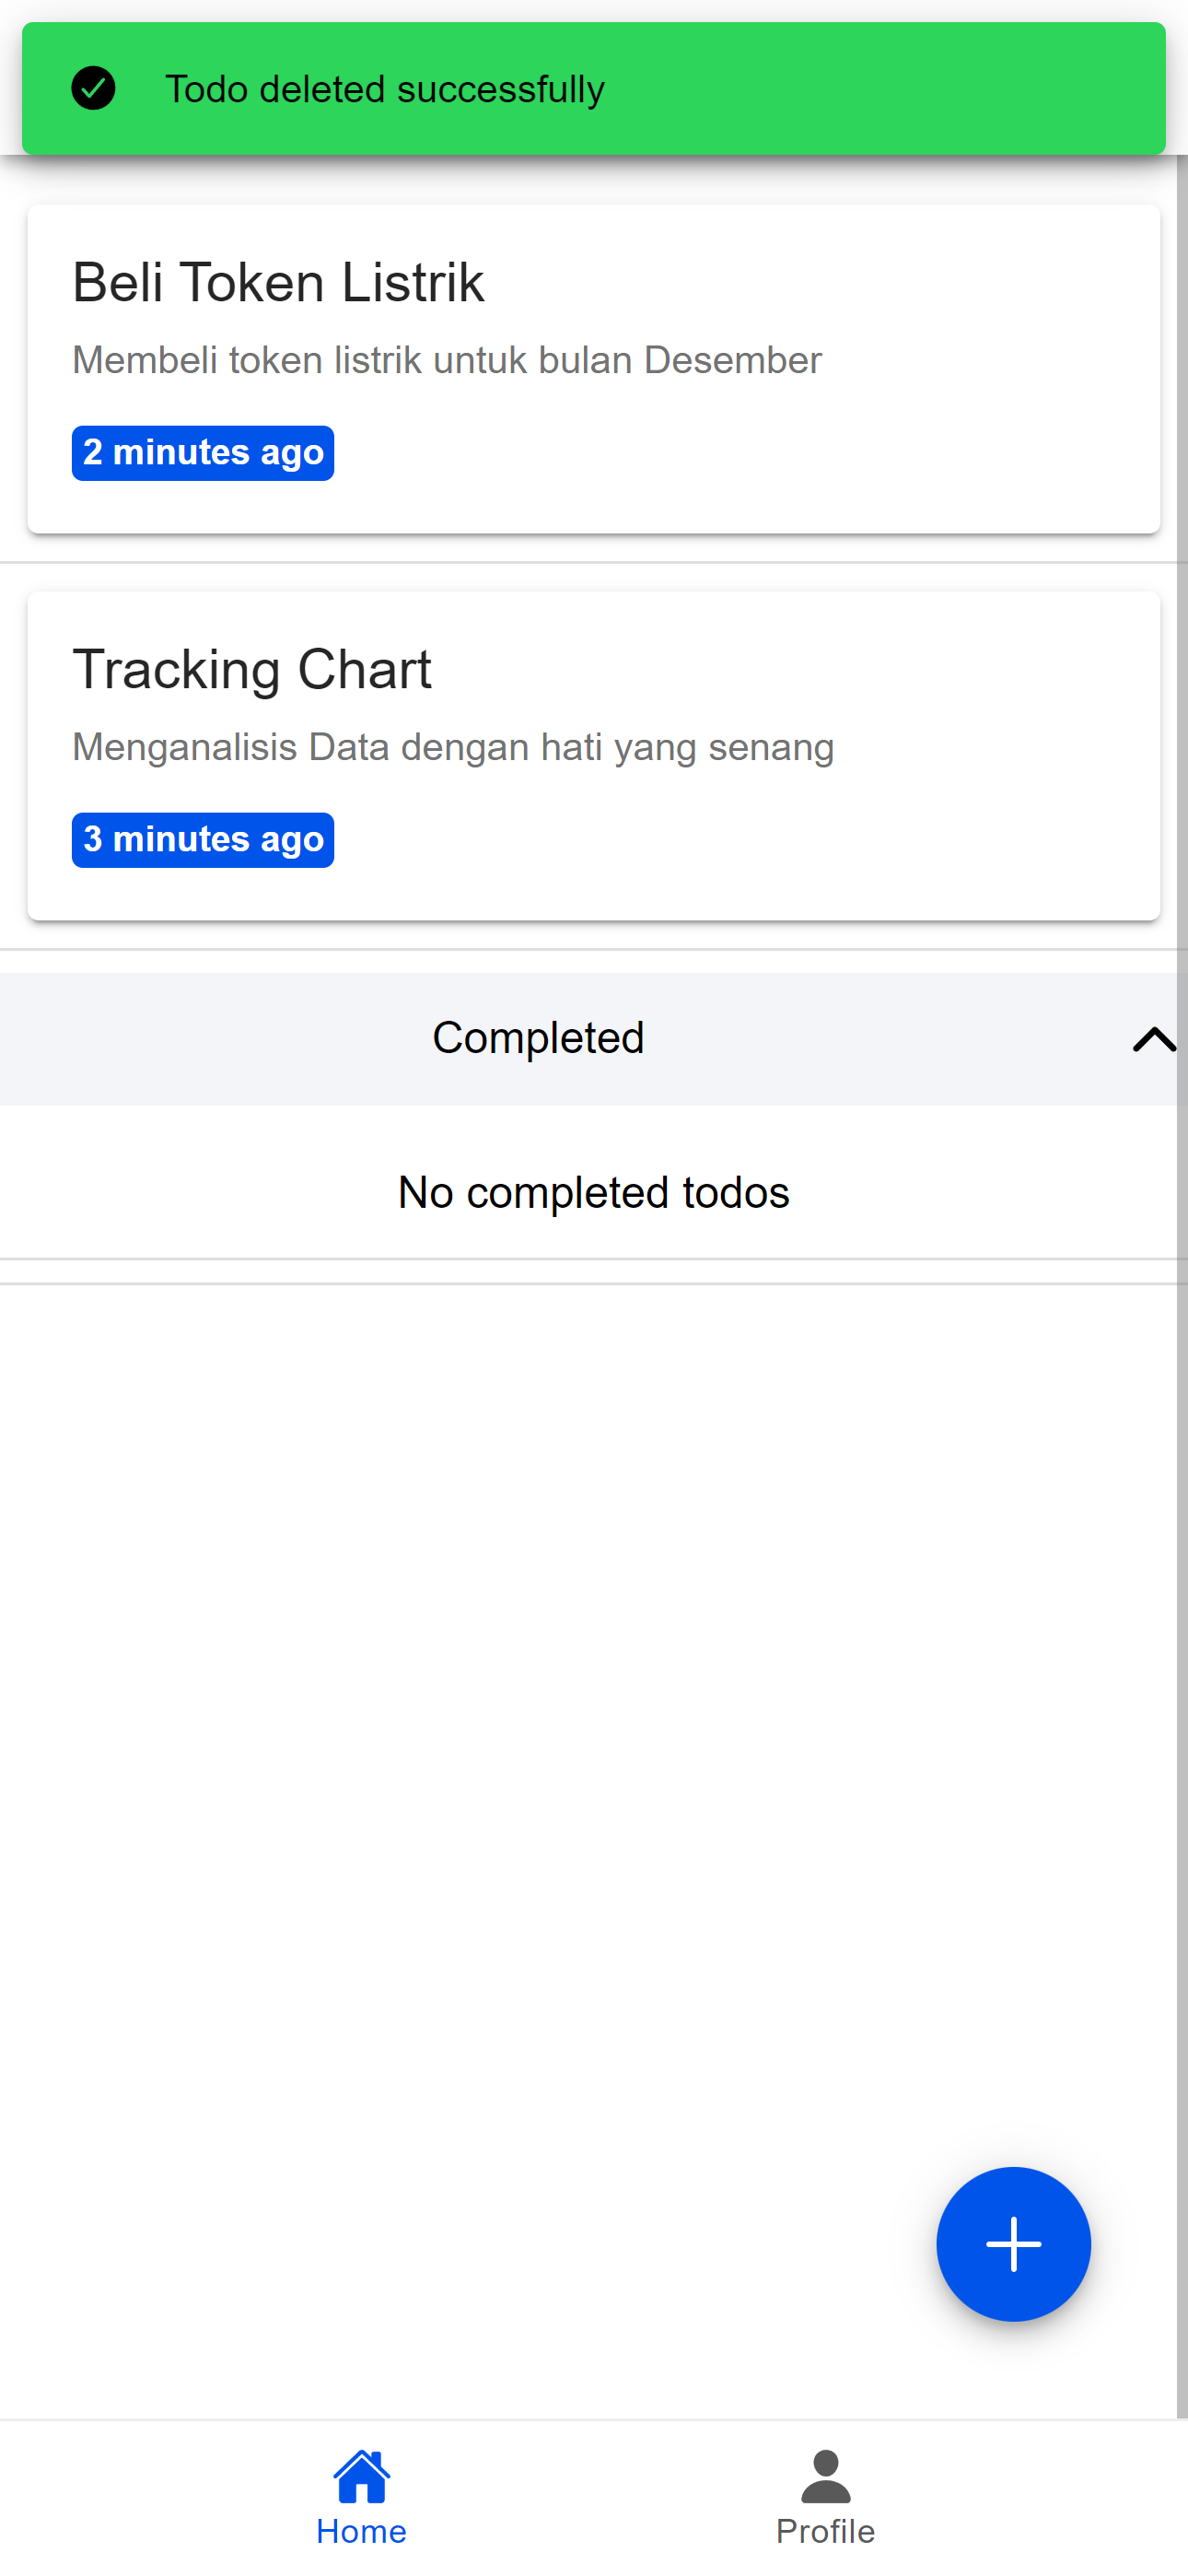 Todo deleted successfully
Beli Token Listrik
Membeli token listrik untuk bulan Desember
2 minutes ago
Tracking Chart
Menganalisis Data dengan hati yang senang
3 minutes ago
Completed
No completed todos
Home
Profile